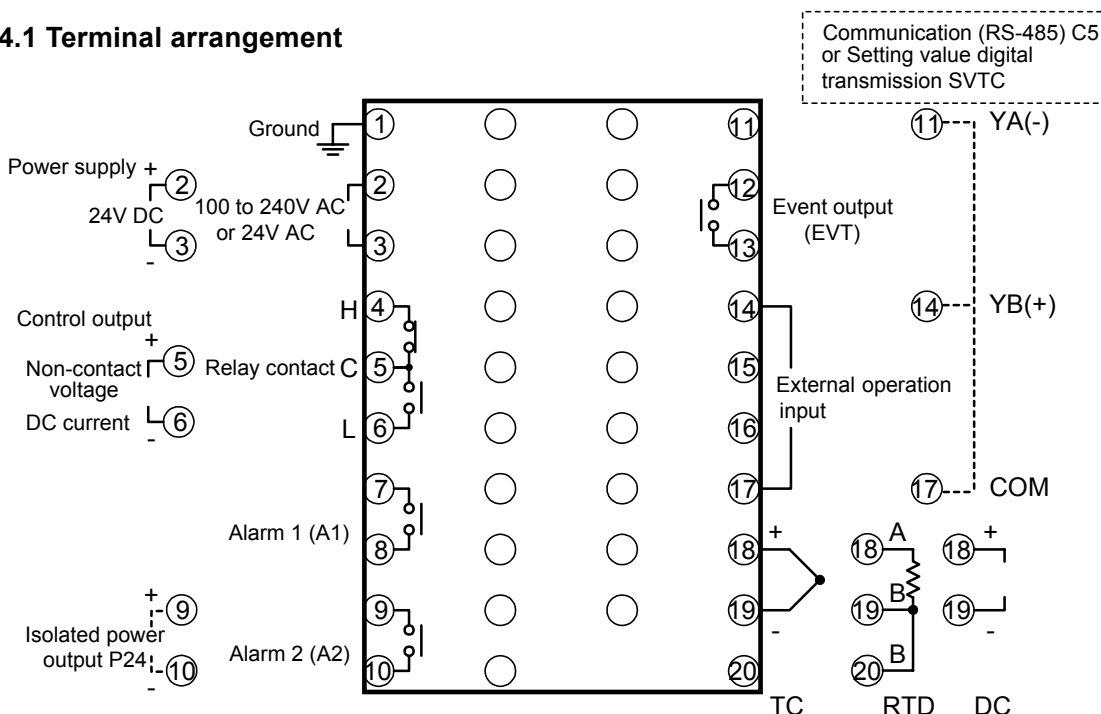 4.1 Terminal arrangement
Communication (RS-485) C5
or Setting value digital
transmission SVTC
Ground
1
11
11
YA(-)
Power supply +
2
24V DC
3
-
100 to 240V AC
or 24V AC
2
3
12
13
Event output
(EVT)
Control output
+
5
Non-contact
voltage
DC current
6
-
Relay contact
H
4
C
5
L
6
14
15
16
17
External operation
input
14
YB(+)
17
COM
Alarm 1 (A1)
7
8
+
9
Isolated power
output P24
10
-
Alarm 2 (A2)
9
10
18
+
19
-
20
TC
18
A
19
B
20
B
RTD
18
+
19
-
DC